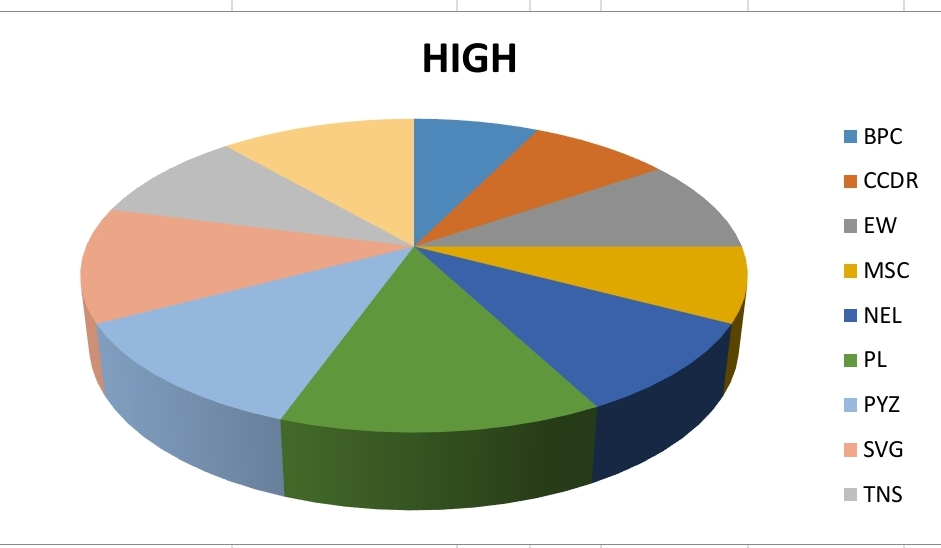 HIGH
BPC
CCDR
EW
MSC
NEL
PL
PYZ
SVG
TNS